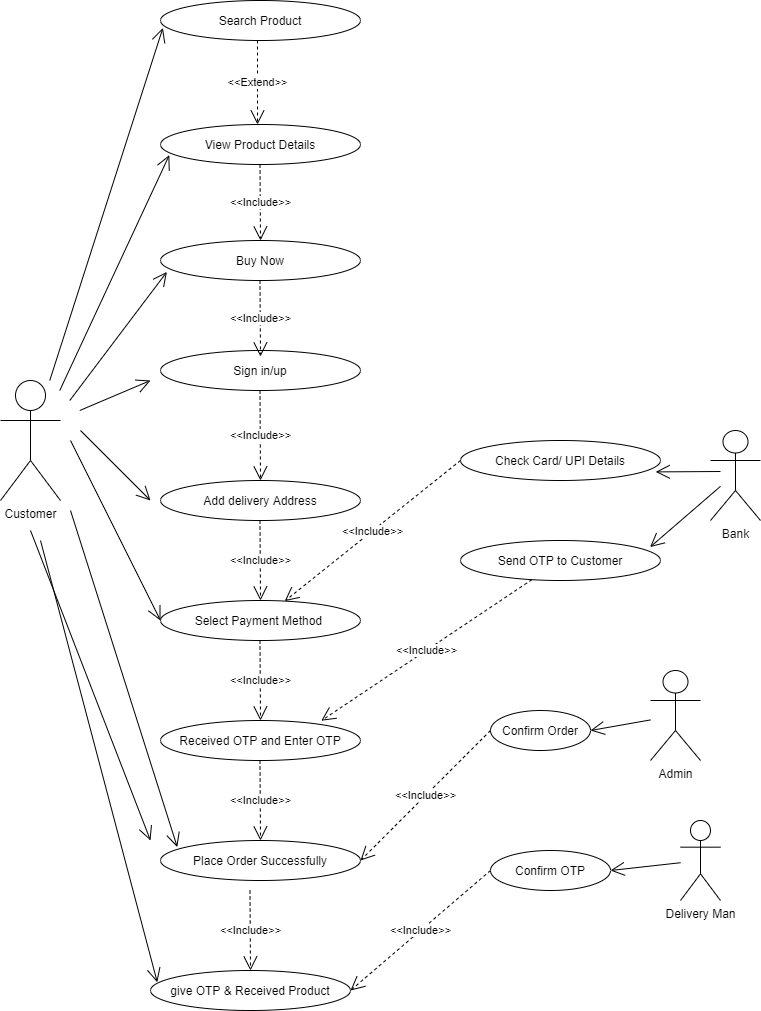 Search Product
<<Extend>>
View Product Details
<<Include>>
Buy Now
<<Include>>
Sign in/up
<<Include>>
Check Card/ UPI Details
Add delivery Address
Customer
<<Include>>
Bank
<<Include>>
Send OTP to Customer
Select Payment Method
<<Include>>
<<Include>>
Received OTP and Enter OTP
Confirm Order
Admin
<<Include>>
<<Include>>
Place Order Successfully
Confirm OTP
Delivery Man
<<Include>>
<<Include>>
give OTP & Received Product